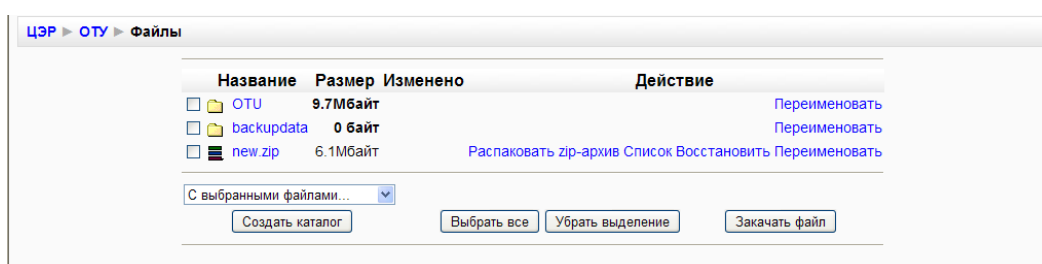 ЦЭР ► ОТУ ► Файлы
Название Размер Изменено Действие
OTU 9.7Мбайт Переименовать
backupdata 0 байт Переименовать
new.zip 6.1Мбайт Распаковать zip-архив Список Восстановить Переименовать
С выбранными файлами...
Создать каталог Выбрать все Убрать выделение Закачать файл